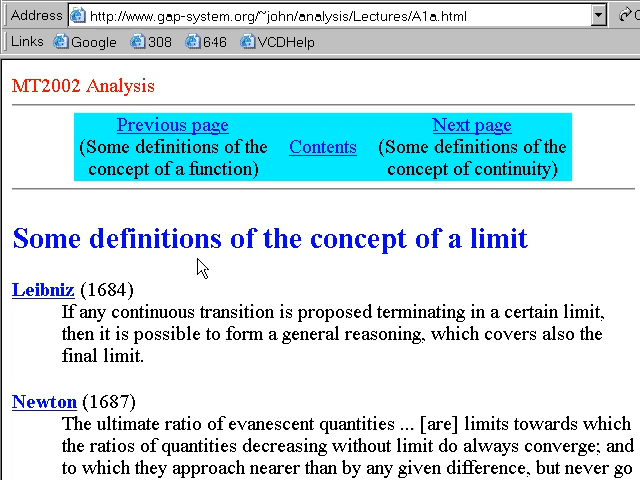 Address http://www.gap-system.org/~john/analysis/Lectures/A1a.html
Links Google 308 646 VCDHelp
MT2002 Analysis
Previous page Contents Next page
(Some definitions of the concept of a function) (Some definitions of the concept of continuity)
Some definitions of the concept of a limit
Leibniz (1684)
If any continuous transition is proposed terminating in a certain limit,
then it is possible to form a general reasoning, which covers also the
final limit.
Newton (1687)
The ultimate ratio of evanescent quantities ... [are] limits towards which
the ratios of quantities decreasing without limit do always converge; and
to which they approach nearer than by any given difference, but never go